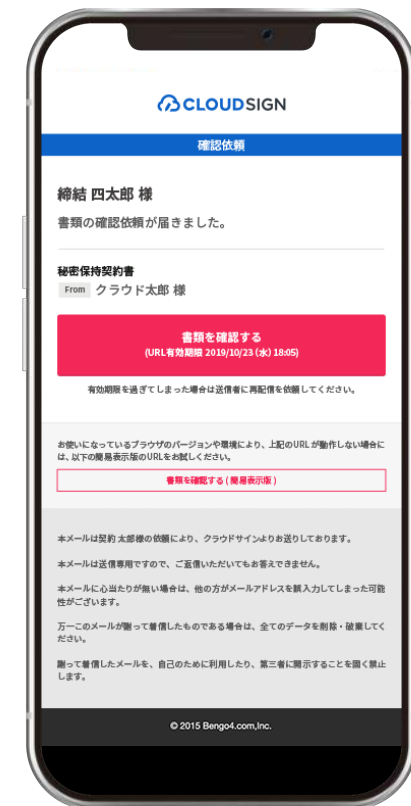 CLOUDSIGN
確認依頼
締結 四太郎 様
書類の確認依頼が届きました。
秘密保持契約書
From クラウド太郎 様
書類を確認する
(URL有効期限 2019/10/23 (水) 18:05)
有効期限を過ぎてしまった場合は送信者に再配信を依頼してください。
お使いになっているブラウザのバージョンや環境により、上記のURLが動作しない場合に
は、以下の簡易表示版のURLをお試しください。
書類を確認する ( 簡易表示版 )
本メールは契約 太郎様の依頼により、クラウドサインよりお送りしております。
本メールは送信専用ですので、ご返信いただいてもお答えできません。
本メールに心当たりが無い場合は、他の方がメールアドレスを誤入力してしまった可能
性がございます。
万一このメールが謝って着信したものである場合は、全てのデータを削除・破棄してく
ださい。
謝って着信したメールを、自己のために利用したり、第三者に開示することを固く禁止
します。
© 2015 Bengo4.com,Inc.